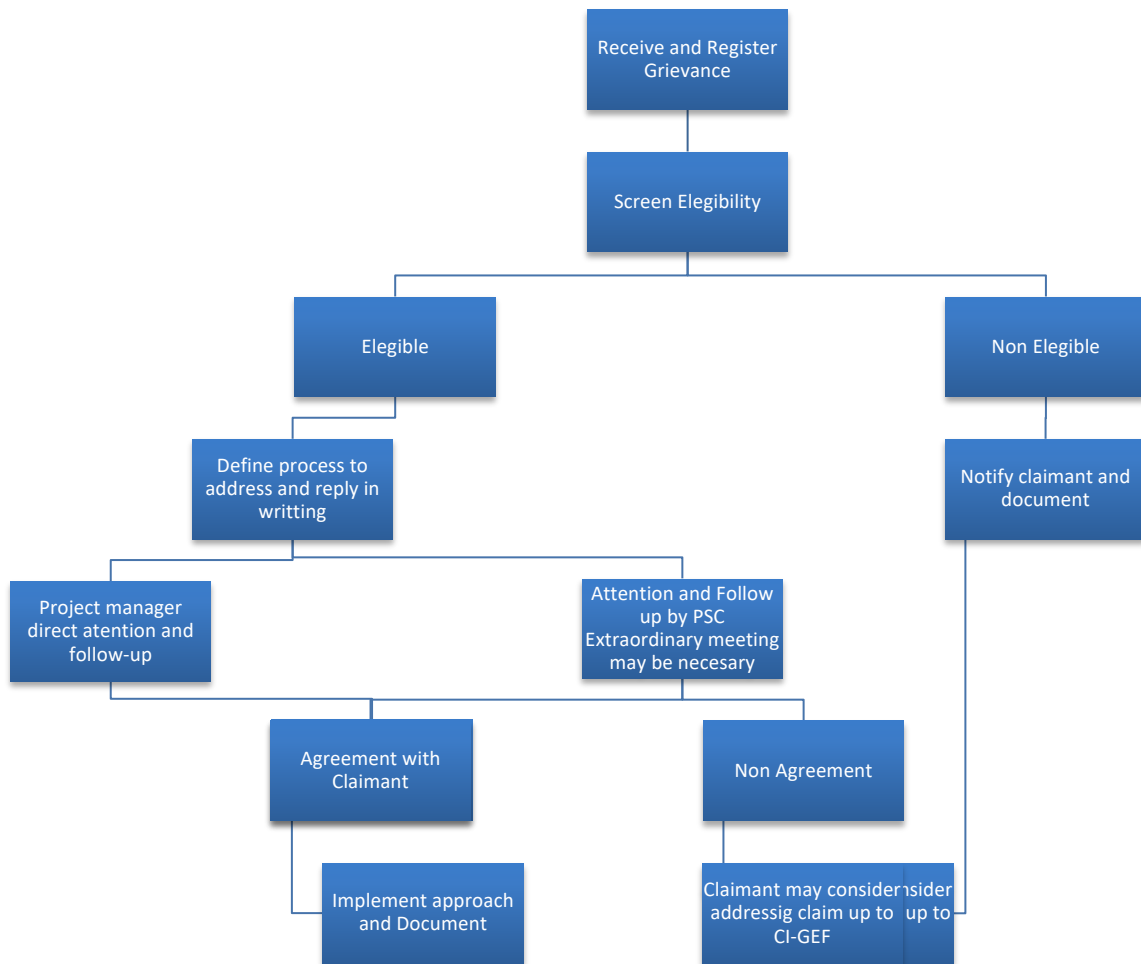 Receive and Register
Grievance
Screen Elegibility
Elegible
Non Elegible
Define process to
address and reply in
writting
Notify claimant and
document
Project manager
direct atention and
follow-up
Attention and Follow
up by PSC
Extraordinary meeting
may be necesary
Agreement with
Claimant
Non Agreement
Implement approach
and Document
Claimant may consider
addressig claim up to
CI-GEF
up to